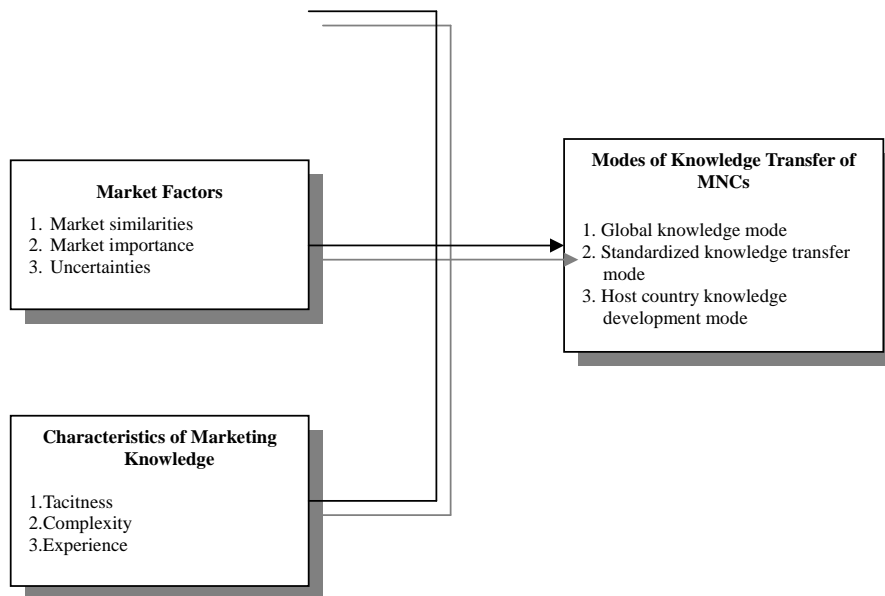 Market Factors
1. Market similarities
2. Market importance
3. Uncertainties
Modes of Knowledge Transfer of
MNCs
1. Global knowledge mode
2. Standardized knowledge transfer
mode
3. Host country knowledge
development mode
Characteristics of Marketing
Knowledge
1.Tacitness
2.Complexity
3.Experience